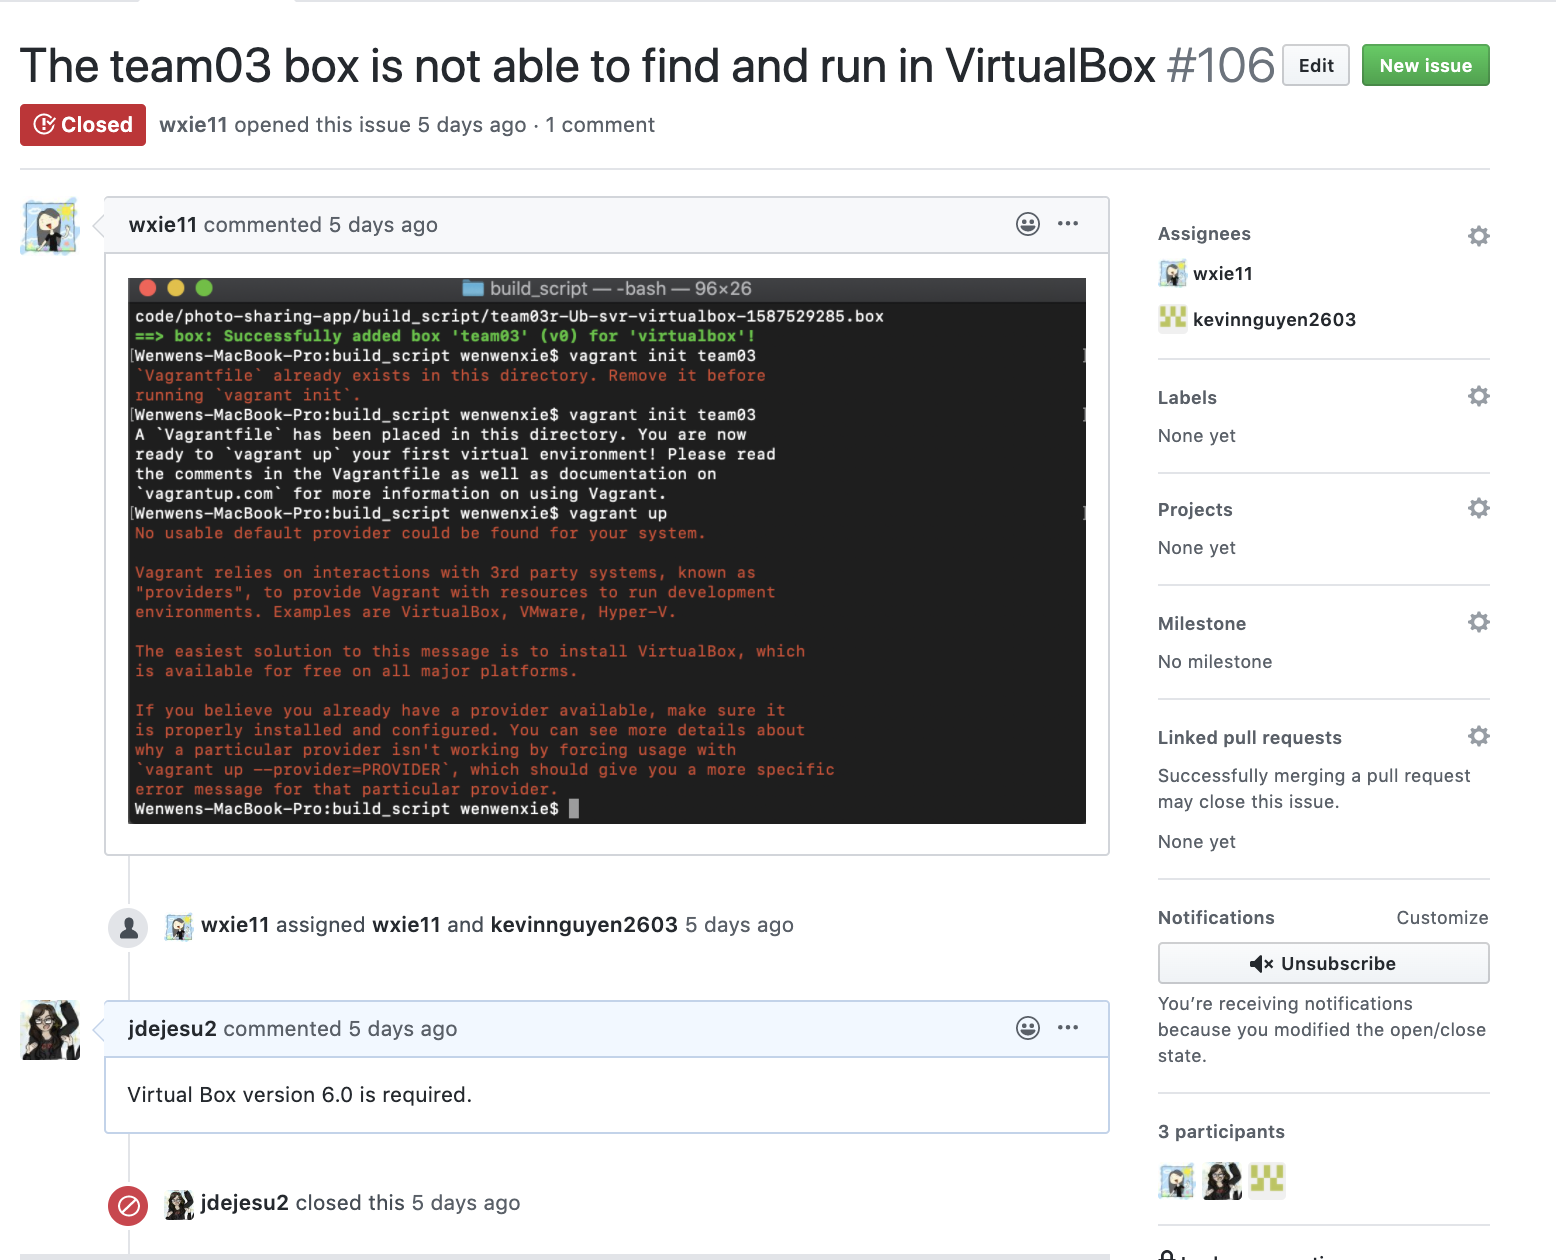 The team03 box is not able to find and run in VirtualBox #106
Edit
New issue
Closed
wxie11 opened this issue 5 days ago · 1 comment
wxie11 commented 5 days ago
build_script — -bash — 96×26
code/photo-sharing-app/build_script/team03r-Ub-svr-virtualbox-1587529285.box
==> box: Successfully added box 'team03' (v0) for 'virtualbox'!
[Wenwens-MacBook-Pro:build_script wenwenxie$ vagrant init team03 ]
`Vagrantfile` already exists in this directory. Remove it before
running `vagrant init`.
[Wenwens-MacBook-Pro:build_script wenwenxie$ vagrant init team03 ]
A `Vagrantfile` has been placed in this directory. You are now
ready to `vagrant up` your first virtual environment! Please read
the comments in the Vagrantfile as well as documentation on
`vagrantup.com` for more information on using Vagrant.
[Wenwens-MacBook-Pro:build_script wenwenxie$ vagrant up ]
No usable default provider could be found for your system.
Vagrant relies on interactions with 3rd party systems, known as
"providers", to provide Vagrant with resources to run development
environments. Examples are VirtualBox, VMware, Hyper-V.
The easiest solution to this message is to install VirtualBox, which
is available for free on all major platforms.
If you believe you already have a provider available, make sure it
is properly installed and configured. You can see more details about
why a particular provider isn't working by forcing usage with
`vagrant up --provider=PROVIDER`, which should give you a more specific
error message for that particular provider.
Wenwens-MacBook-Pro:build_script wenwenxie$
wxie11 assigned wxie11 and kevinnguyen2603 5 days ago
jdejesu2 commented 5 days ago
Virtual Box version 6.0 is required.
jdejesu2 closed this 5 days ago
Assignees
wxie11
kevinnguyen2603
Labels
None yet
Projects
None yet
Milestone
No milestone
Linked pull requests
Successfully merging a pull request
may close this issue.
None yet
Notifications
Customize
Unsubscribe
You’re receiving notifications
because you modified the open/close
state.
3 participants